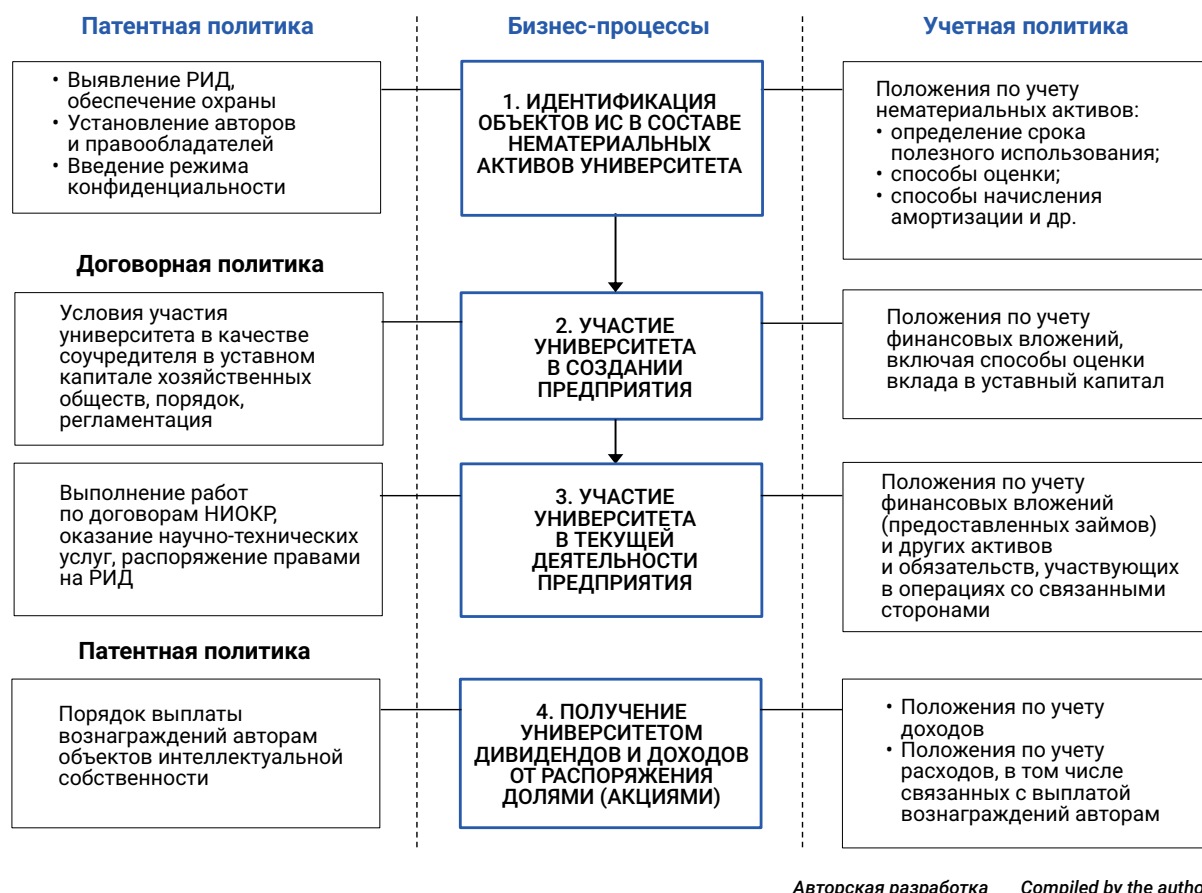 Патентная политика
Бизнес-процессы
Учетная политика
• Выявление РИД,
обеспечение охраны
• Установление авторов
и правообладателей
• Введение режима
конфиденциальности
1. ИДЕНТИФИКАЦИЯ
ОБЪЕКТОВ ИС В СОСТАВЕ
НЕМАТЕРИАЛЬНЫХ
АКТИВОВ УНИВЕРСИТЕТА
Положения по учету
нематериальных активов:
• определение срока
полезного использования;
• способы оценки;
• способы начисления
амортизации и др.
Договорная политика
Условия участия
университета в качестве
соучредителя в уставном
капитале хозяйственных
обществ, порядок,
регламентация
2. УЧАСТИЕ
УНИВЕРСИТЕТА
В СОЗДАНИИ
ПРЕДПРИЯТИЯ
Положения по учету
финансовых вложений,
включая способы оценки
вклада в уставный капитал
Выполнение работ
по договорам НИОКР,
оказание научно-технических
услуг, распоряжение правами
на РИД
3. УЧАСТИЕ
УНИВЕРСИТЕТА
В ТЕКУЩЕЙ
ДЕЯТЕЛЬНОСТИ
ПРЕДПРИЯТИЯ
Положения по учету
финансовых вложений
(предоставленных займов)
и других активов
и обязательств, участвующих
в операциях со связанными
сторонами
Патентная политика
Порядок выплаты
вознаграждений авторам
объектов интеллектуальной
собственности
4. ПОЛУЧЕНИЕ
УНИВЕРСИТЕТОМ
ДИВИДЕНДОВ И ДОХОДОВ
ОТ РАСПОРЯЖЕНИЯ
ДОЛЯМИ (АКЦИЯМИ)
• Положения по учету
доходов
• Положения по учету
расходов, в том числе
связанных с выплатой
вознаграждений авторам
Авторская разработка Compiled by the autho